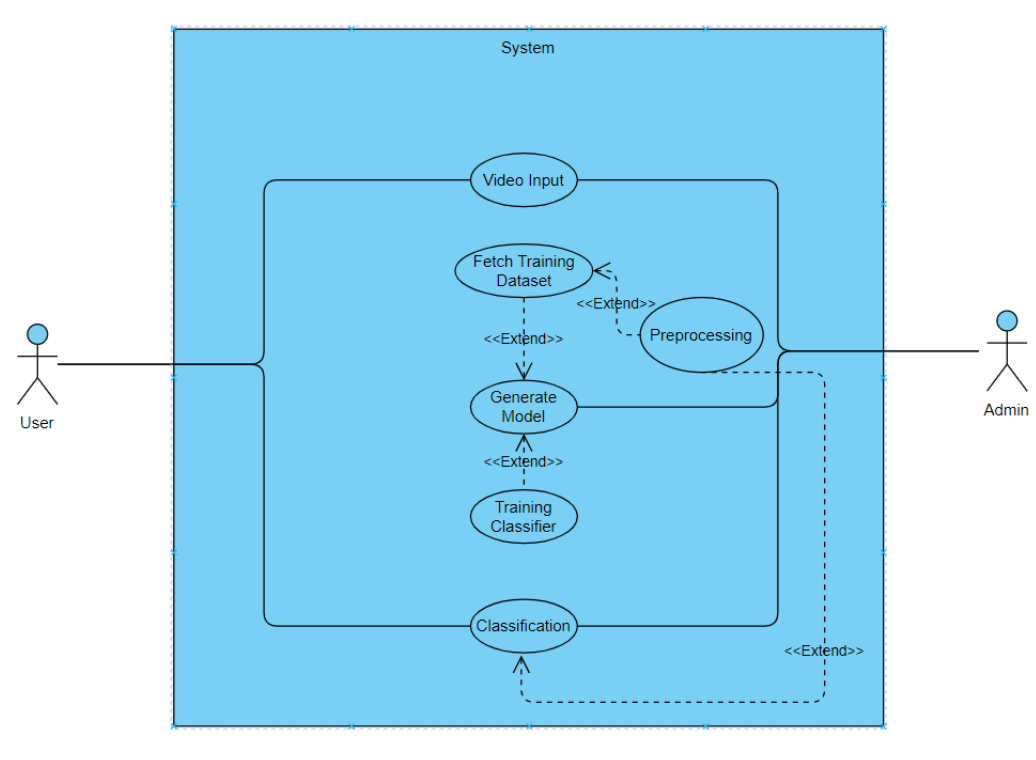 System
Video Input
Fetch Training
Dataset
<<Extend>>
Preprocessing
<<Extend>>
Generate
Model
<<Extend>>
Training
Classifier
Classification
<<Extend>>
User
Admin